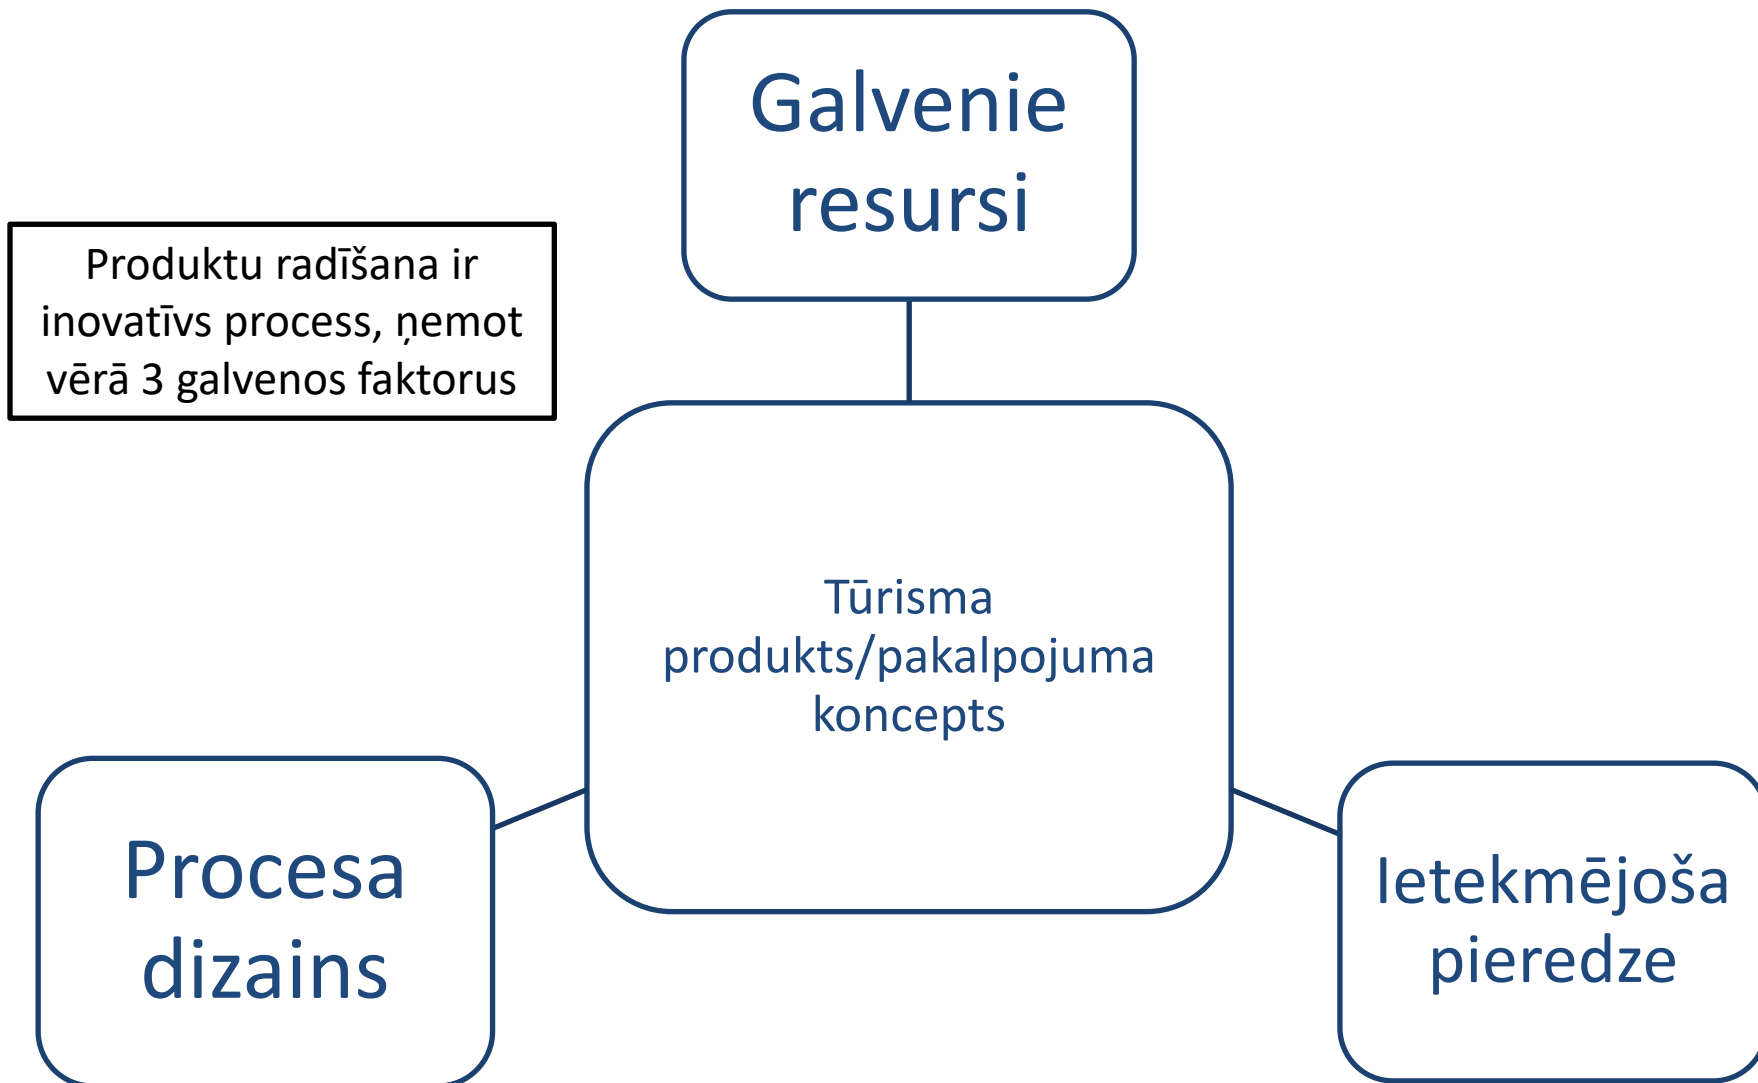 Galvenie
resursi
Produktu radīšana ir
inovatīvs process, ņemot
vērā 3 galvenos faktorus
Tūrisma
produkts/pakalpojuma
koncepts
Procesa
dizains
Ietekmējoša
pieredze